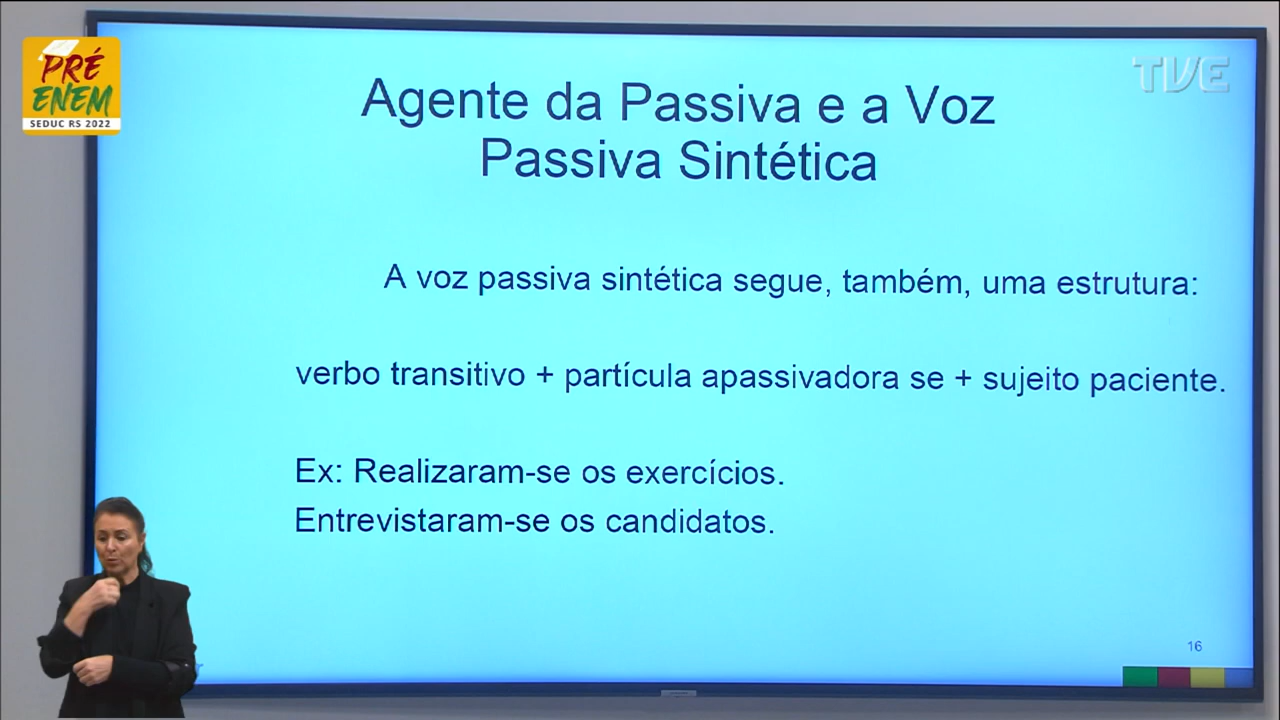 PRÉ
ENEM
SEDUC RS 2022
TVE
Agente da Passiva e a Voz
Passiva Sintética
A voz passiva sintética segue, também, uma estrutura:
verbo transitivo + partícula apassivadora se + sujeito paciente.
Ex: Realizaram-se os exercícios.
Entrevistaram-se os candidatos.
16